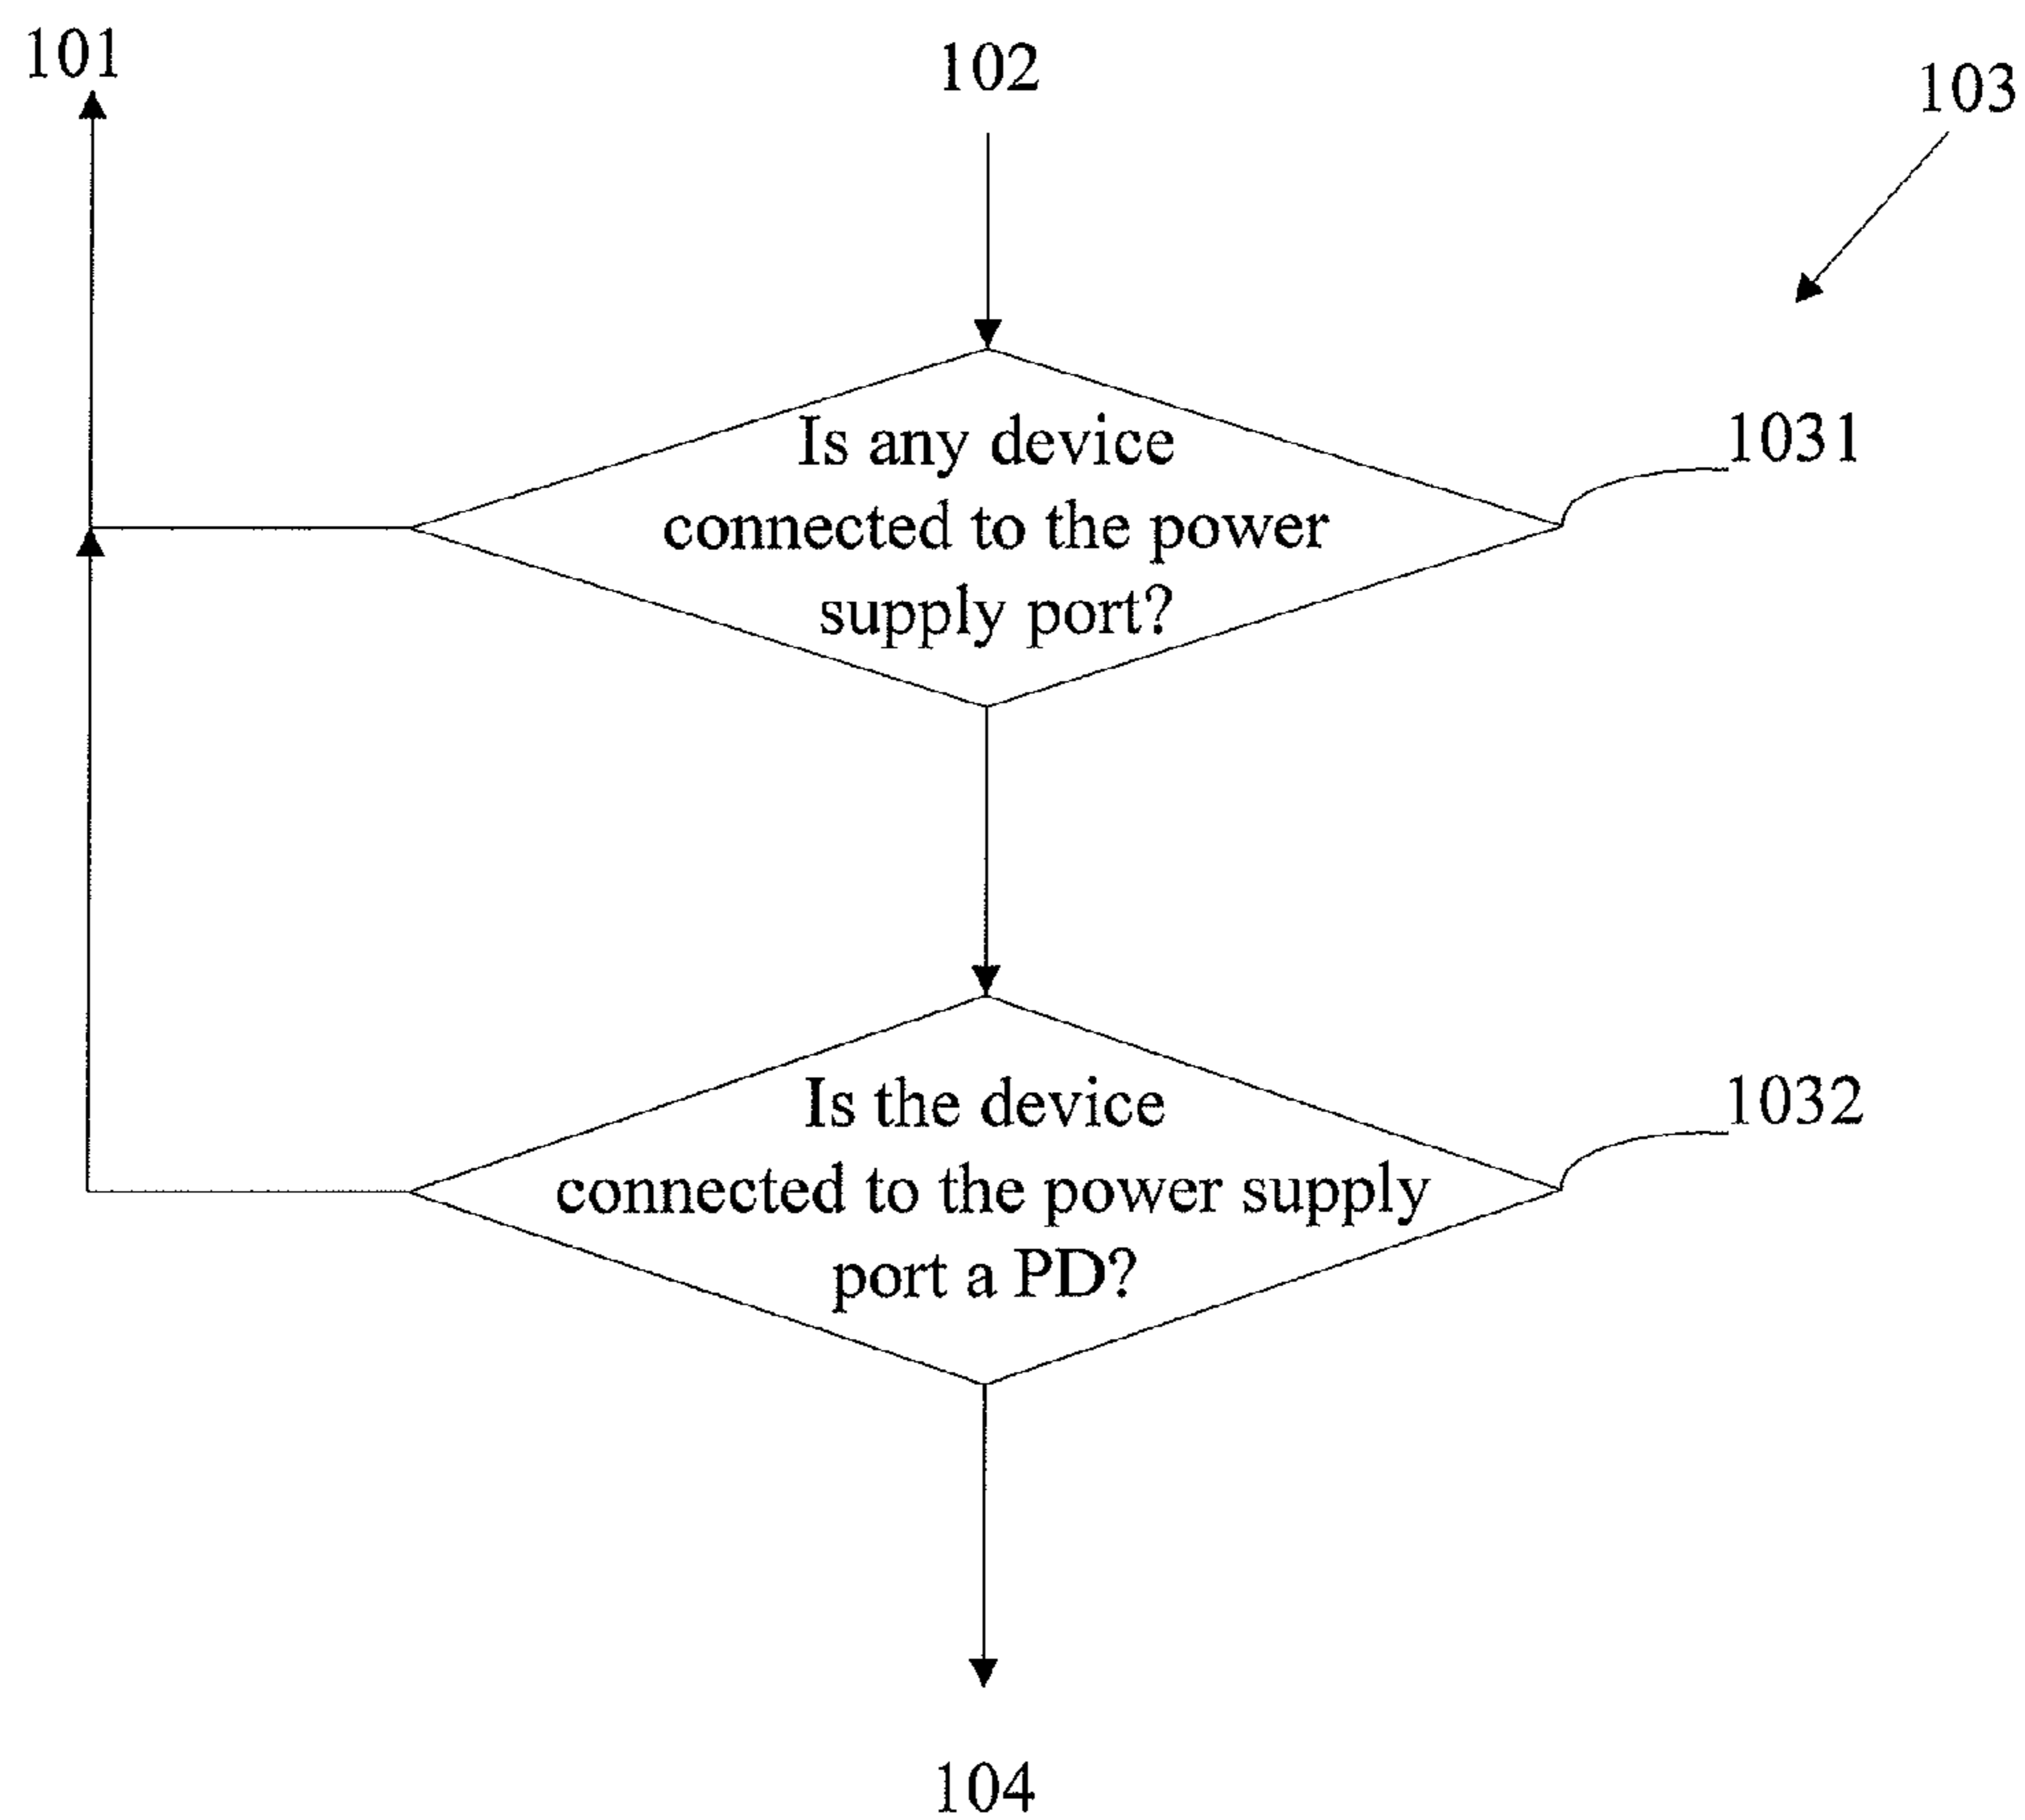 101
102
103
Is any device
connected to the power
supply port?
1031
Is the device
connected to the power supply
port a PD?
1032
104